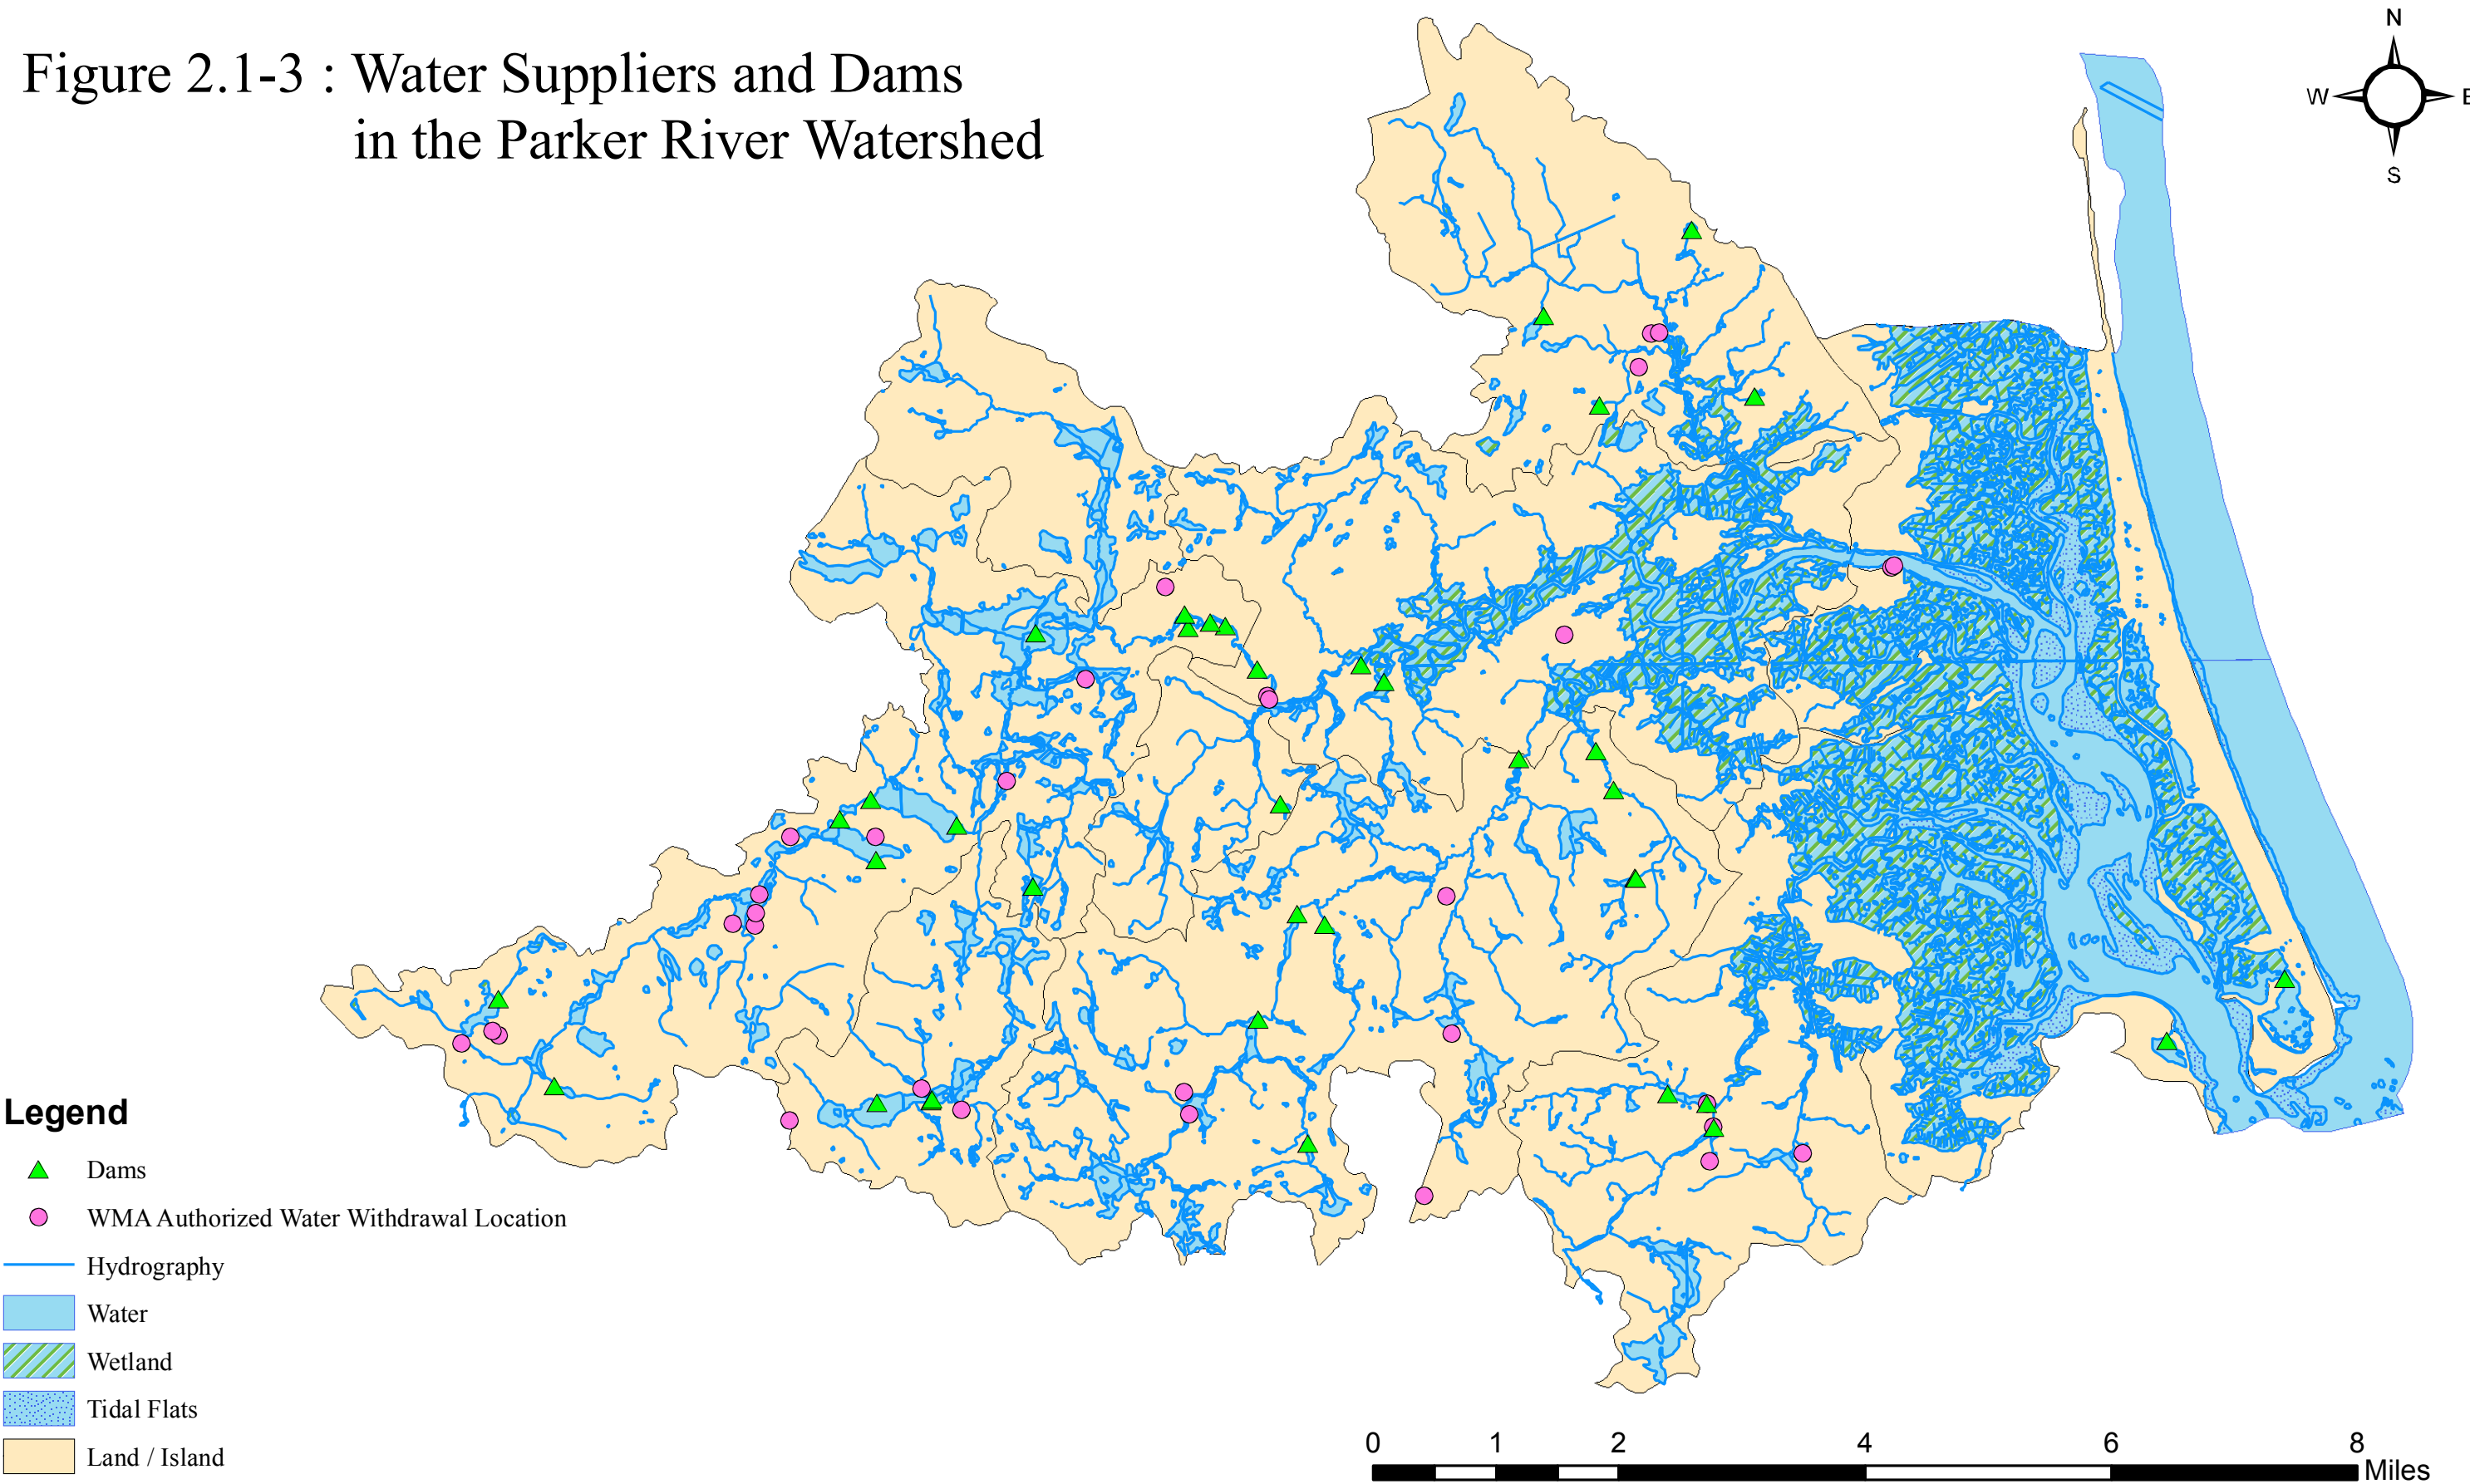 Figure 2.1-3 : Water Suppliers and Dams
in the Parker River Watershed
N
W
E
S
Legend
Dams
WMA Authorized Water Withdrawal Location
Hydrography
Water
Wetland
Tidal Flats
Land / Island
0 1 2 4 6 8
Miles